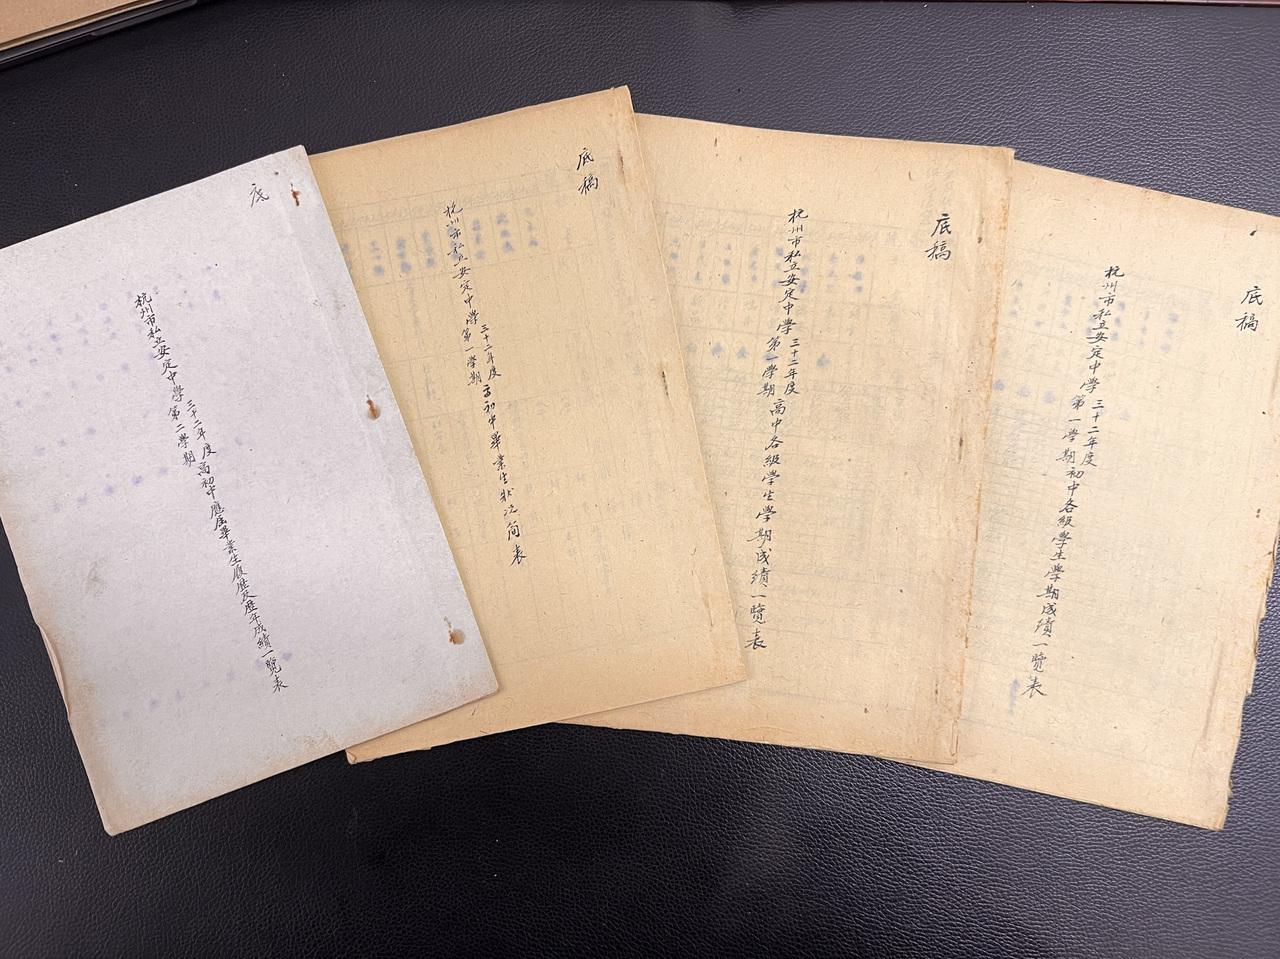 底稿
杭州市私立安定中學三十二年度第一學期初中各級學生學期成績一覽表
底稿
杭州市私立安定中學三十二年度第一學期高中各級學生學期成績一覽表
底稿
杭州市私立安定中學三十二年度第一學期高初中畢業生狀況简表
底
杭州市私立安定中學三十二年度第二學期高初中應屆畢業生履歷及歷年成績一覽表